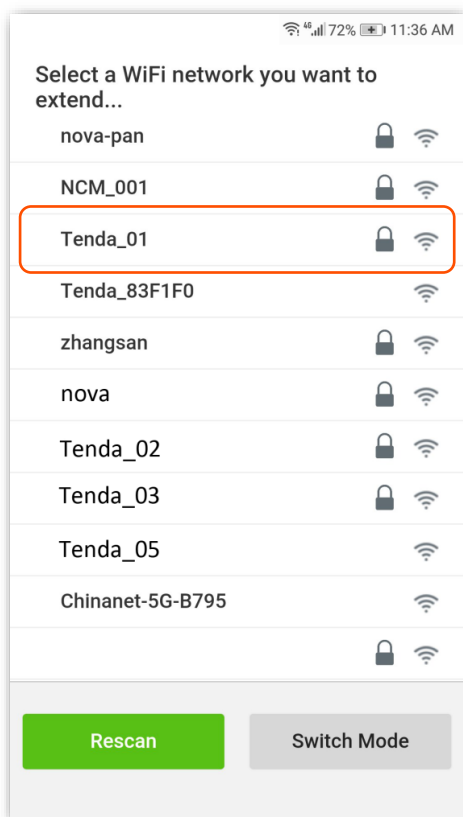 4G 72% 11:36 AM
Select a WiFi network you want to
extend...
nova-pan
NCM_001
Tenda_01
Tenda_83F1F0
zhangsan
nova
Tenda_02
Tenda_03
Tenda_05
Chinanet-5G-B795
Rescan Switch Mode